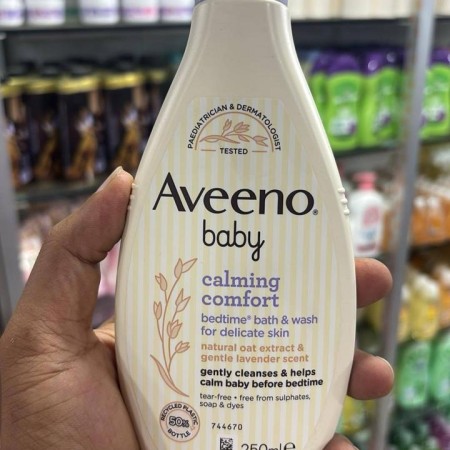 PAEDIATRICIAN & DERMATOLOGIST
TESTED
Aveeno®
baby
calming
comfort
bedtime* bath & wash
for delicate skin
natural oat extract &
gentle lavender scent
gently cleanses & helps
calm baby before bedtime
tear-free • free from sulphates,
soap & dyes
RECYCLED PLASTIC
50%
BOTTLE
744670
250ml e